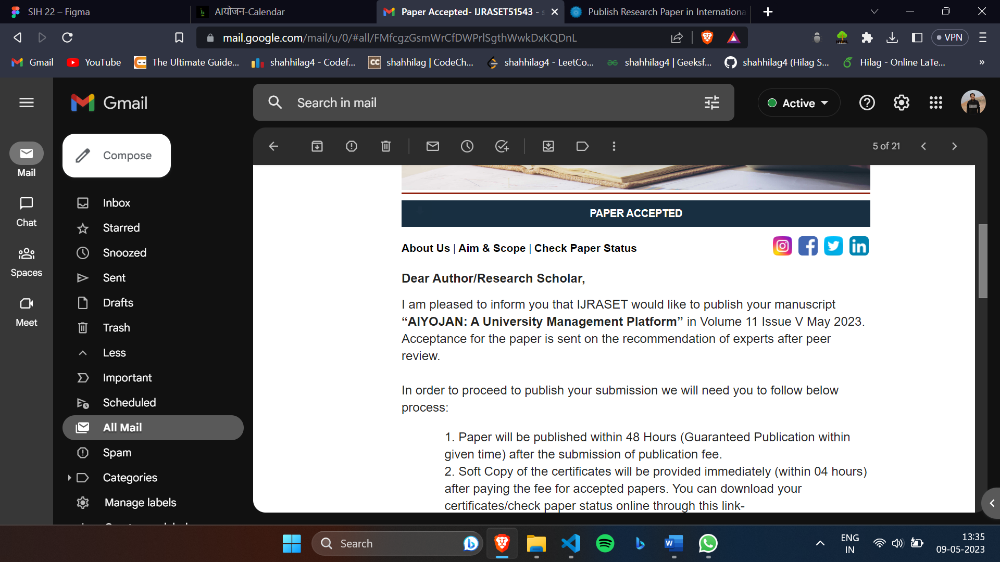 SIH 22 – Figma
AIयोजन-Calendar
Paper Accepted- IJRASET51543 -
Publish Research Paper in Internationa
mail.google.com/mail/u/0/#all/FMfcgzGsmWrCfDWPrlSgthWwkDxKQDnL
VPN
Gmail
YouTube
The Ultimate Guide...
shahhilag4 - Codef...
CC
shahhilag | CodeCh...
shahhilag4 - LeetCo...
shahhilag4 | Geeksf...
shahhilag4 (Hilag S...
Hilag - Online LaTe...
»
Gmail
Search in mail
Active
Compose
5 of 21
Mail
Chat
Spaces
Meet
Inbox
Starred
Snoozed
Sent
Drafts
Trash
Less
Important
Scheduled
All Mail
Spam
Categories
Manage labels
PAPER ACCEPTED
About Us | Aim & Scope | Check Paper Status
Dear Author/Research Scholar,
I am pleased to inform you that IJRASET would like to publish your manuscript
“AIYOJAN: A University Management Platform” in Volume 11 Issue V May 2023.
Acceptance for the paper is sent on the recommendation of experts after peer
review.
In order to proceed to publish your submission we will need you to follow below
process:
1. Paper will be published within 48 Hours (Guaranteed Publication within
given time) after the submission of publication fee.
2. Soft Copy of the certificates will be provided immediately (within 04 hours)
after paying the fee for accepted papers. You can download your
certificates/check paper status online through this link-
Search
ENG
IN
13:35
09-05-2023